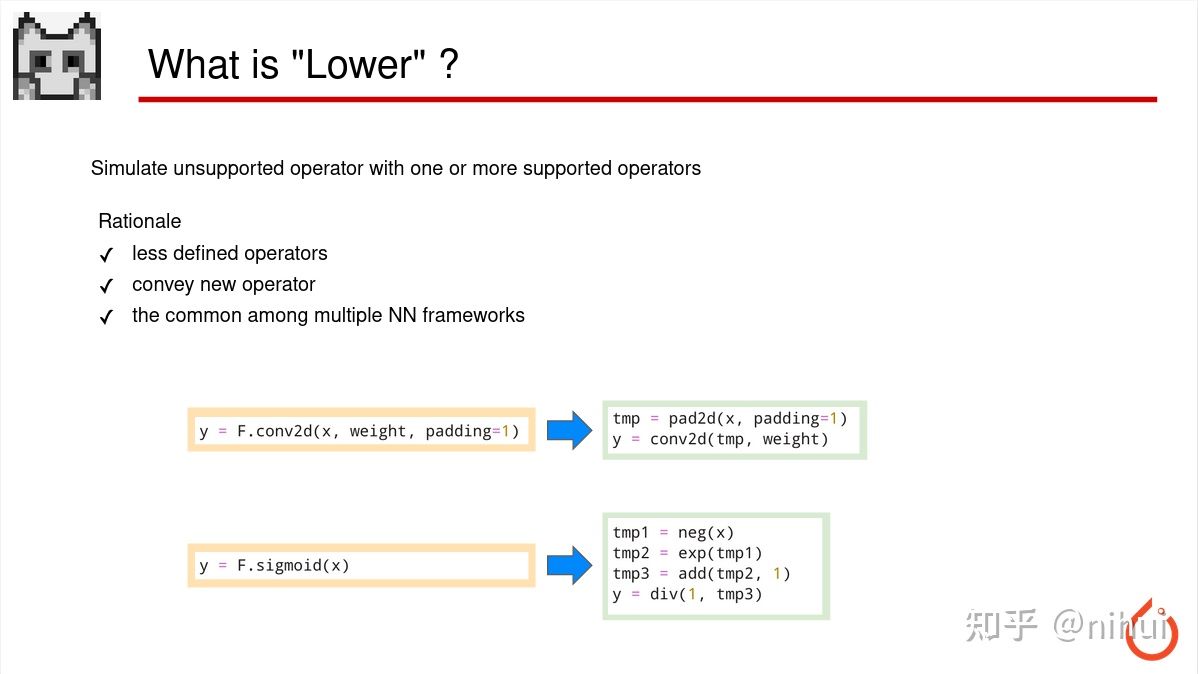 What is "Lower" ?
Simulate unsupported operator with one or more supported operators
Rationale
✓ less defined operators
✓ convey new operator
✓ the common among multiple NN frameworks
y = F.conv2d(x, weight, padding=1)
tmp = pad2d(x, padding=1)
y = conv2d(tmp, weight)
y = F.sigmoid(x)
tmp1 = neg(x)
tmp2 = exp(tmp1)
tmp3 = add(tmp2, 1)
y = div(1, tmp3)
知乎 @nihui